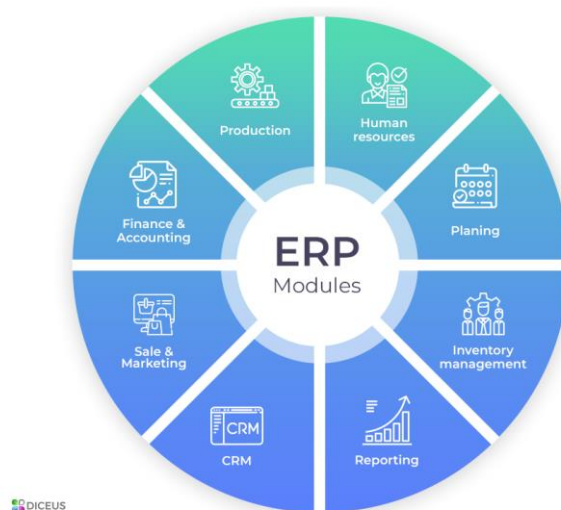 Production
Human
resources
Finance &
Accounting
Planing
ERP
Modules
Sale &
Marketing
Inventory
management
CRM
CRM
Reporting
DICEUS